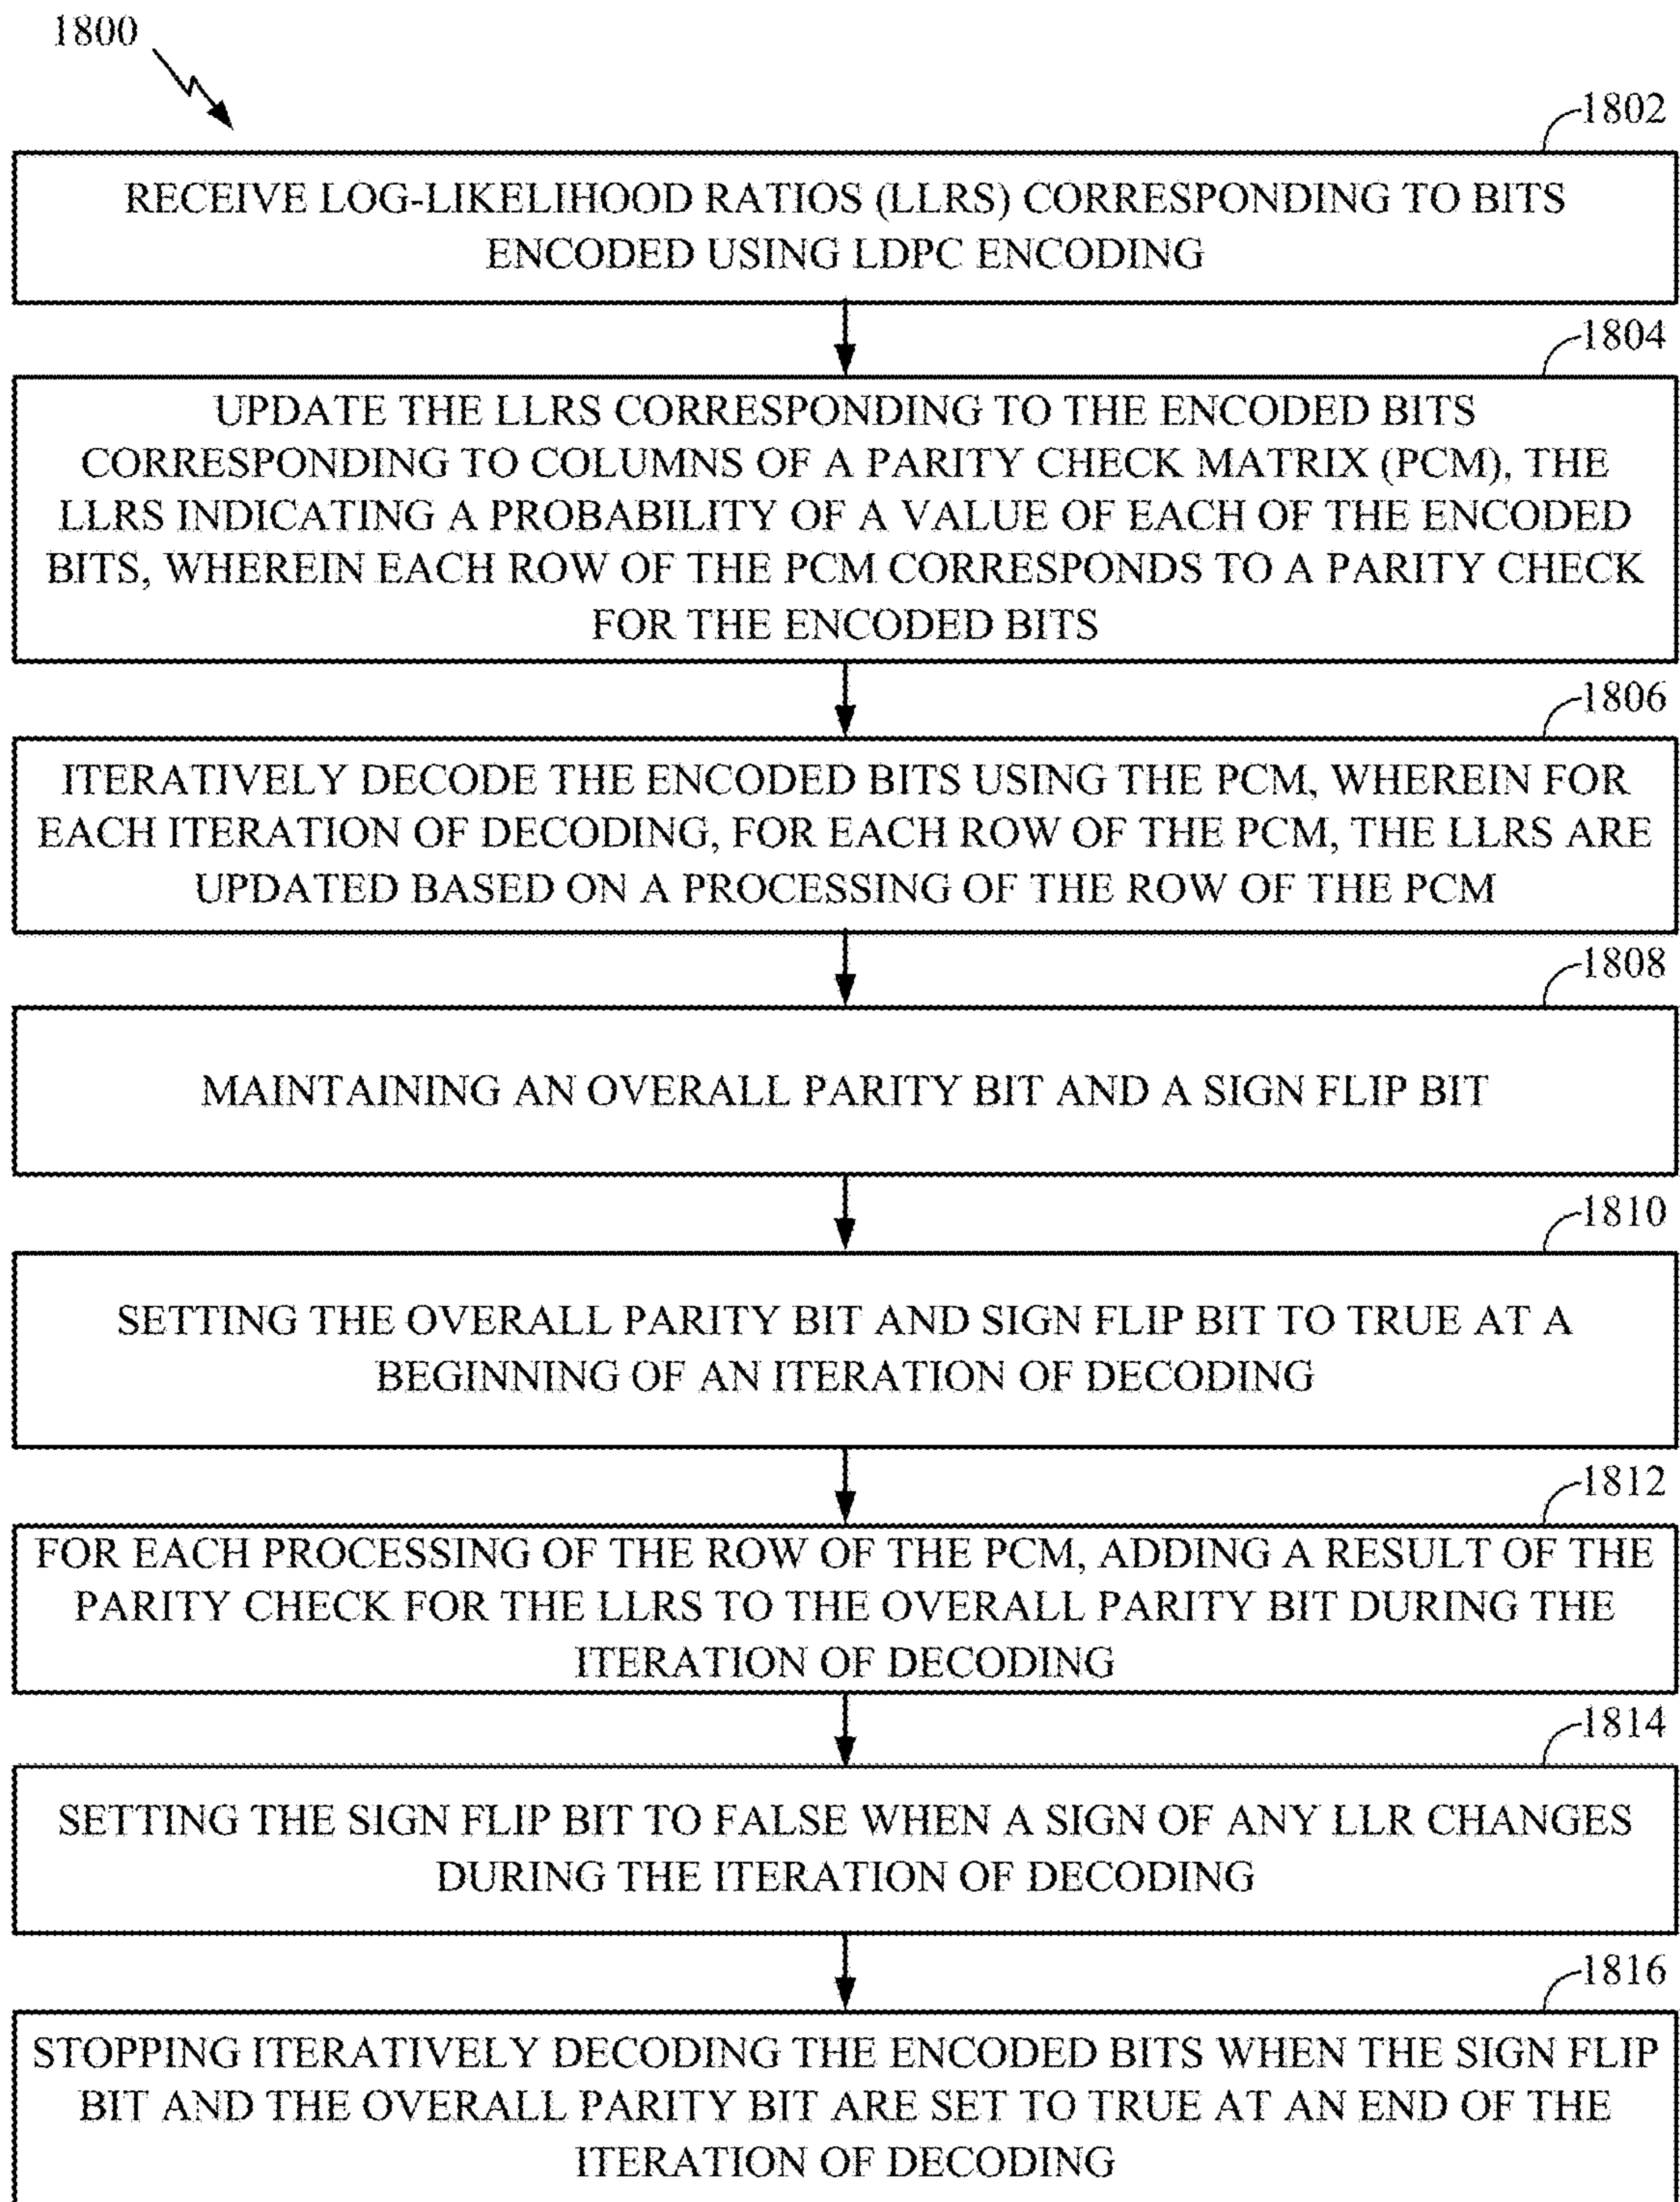 1800
1802
RECEIVE LOG-LIKELIHOOD RATIOS (LLRS) CORRESPONDING TO BITS
ENCODED USING LDPC ENCODING
1804
UPDATE THE LLRS CORRESPONDING TO THE ENCODED BITS
CORRESPONDING TO COLUMNS OF A PARITY CHECK MATRIX (PCM), THE
LLRS INDICATING A PROBABILITY OF A VALUE OF EACH OF THE ENCODED
BITS, WHEREIN EACH ROW OF THE PCM CORRESPONDS TO A PARITY CHECK
FOR THE ENCODED BITS
1806
ITERATIVELY DECODE THE ENCODED BITS USING THE PCM, WHEREIN FOR
EACH ITERATION OF DECODING, FOR EACH ROW OF THE PCM, THE LLRS ARE
UPDATED BASED ON A PROCESSING OF THE ROW OF THE PCM
1808
MAINTAINING AN OVERALL PARITY BIT AND A SIGN FLIP BIT
1810
SETTING THE OVERALL PARITY BIT AND SIGN FLIP BIT TO TRUE AT A
BEGINNING OF AN ITERATION OF DECODING
1812
FOR EACH PROCESSING OF THE ROW OF THE PCM, ADDING A RESULT OF THE
PARITY CHECK FOR THE LLRS TO THE OVERALL PARITY BIT DURING THE
ITERATION OF DECODING
1814
SETTING THE SIGN FLIP BIT TO FALSE WHEN A SIGN OF ANY LLR CHANGES
DURING THE ITERATION OF DECODING
1816
STOPPING ITERATIVELY DECODING THE ENCODED BITS WHEN THE SIGN FLIP
BIT AND THE OVERALL PARITY BIT ARE SET TO TRUE AT AN END OF THE
ITERATION OF DECODING